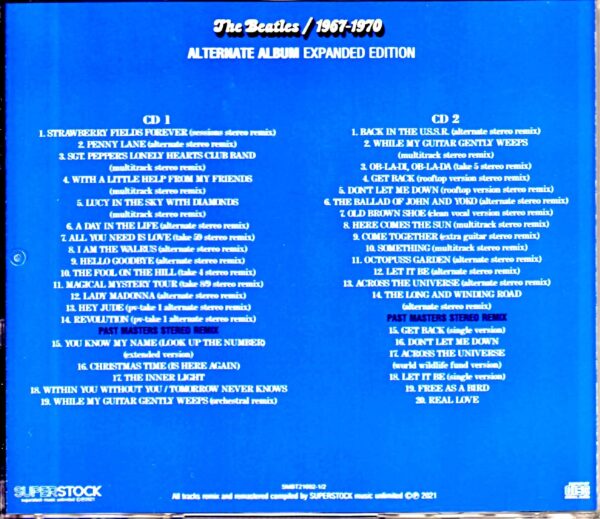 The Beatles / 1967-1970
ALTERNATE ALBUM EXPANDED EDITION
CD 1
1. STRAWBERRY FIELDS FOREVER (sessions stereo remix)
2. PENNY LANE (alternate stereo remix)
3. SGT. PEPPERS LONELY HEARTS CLUB BAND
(multitrack stereo remix)
4. WITH A LITTLE HELP FROM MY FRIENDS
(multitrack stereo remix)
5. LUCY IN THE SKY WITH DIAMONDS
(multitrack stereo remix)
6. A DAY IN THE LIFE (alternate stereo remix)
7. ALL YOU NEED IS LOVE (take 59 stereo remix)
8. I AM THE WALRUS (alternate stereo remix)
9. HELLO GOODBYE (alternate stereo remix)
10. THE FOOL ON THE HILL (take 4 stereo remix)
11. MAGICAL MYSTERY TOUR (take 8/9 stereo remix)
12. LADY MADONNA (alternate stereo remix)
13. HEY JUDE (pv-take 1 alternate stereo remix)
14. REVOLUTION (pv-take 1 alternate stereo remix)
PAST MASTERS STEREO REMIX
15. YOU KNOW MY NAME (LOOK UP THE NUMBER)
(extended version)
16. CHRISTMAS TIME (IS HERE AGAIN)
17. THE INNER LIGHT
18. WITHIN YOU WITHOUT YOU / TOMORROW NEVER KNOWS
19. WHILE MY GUITAR GENTLY WEEPS (orchestral remix)
CD 2
1. BACK IN THE U.S.S.R. (alternate stereo remix)
2. WHILE MY GUITAR GENTLY WEEPS
(multitrack stereo remix)
3. OB-LA-DI, OB-LA-DA (take 5 stereo remix)
4. GET BACK (rooftop version stereo remix)
5. DON'T LET ME DOWN (rooftop version stereo remix)
6. THE BALLAD OF JOHN AND YOKO (alternate stereo remix)
7. OLD BROWN SHOE (clean vocal version stereo remix)
8. HERE COMES THE SUN (multitrack stereo remix)
9. COME TOGETHER (extra guitar stereo remix)
10. SOMETHING (multitrack stereo remix)
11. OCTOPUSS GARDEN (alternate stereo remix)
12. LET IT BE (alternate stereo remix)
13. ACROSS THE UNIVERSE (alternate stereo remix)
14. THE LONG AND WINDING ROAD
(alternate stereo remix)
PAST MASTERS STEREO REMIX
15. GET BACK (single version)
16. DON'T LET ME DOWN
17. ACROSS THE UNIVERSE
(world wildlife fund version)
18. LET IT BE (single version)
19. FREE AS A BIRD
20. REAL LOVE
SUPERSTOCK
superstock music unlimited ©℗2021
SMBT21002-1/2
All tracks remix and remastered compiled by SUPERSTOCK music unlimited ©℗ 2021